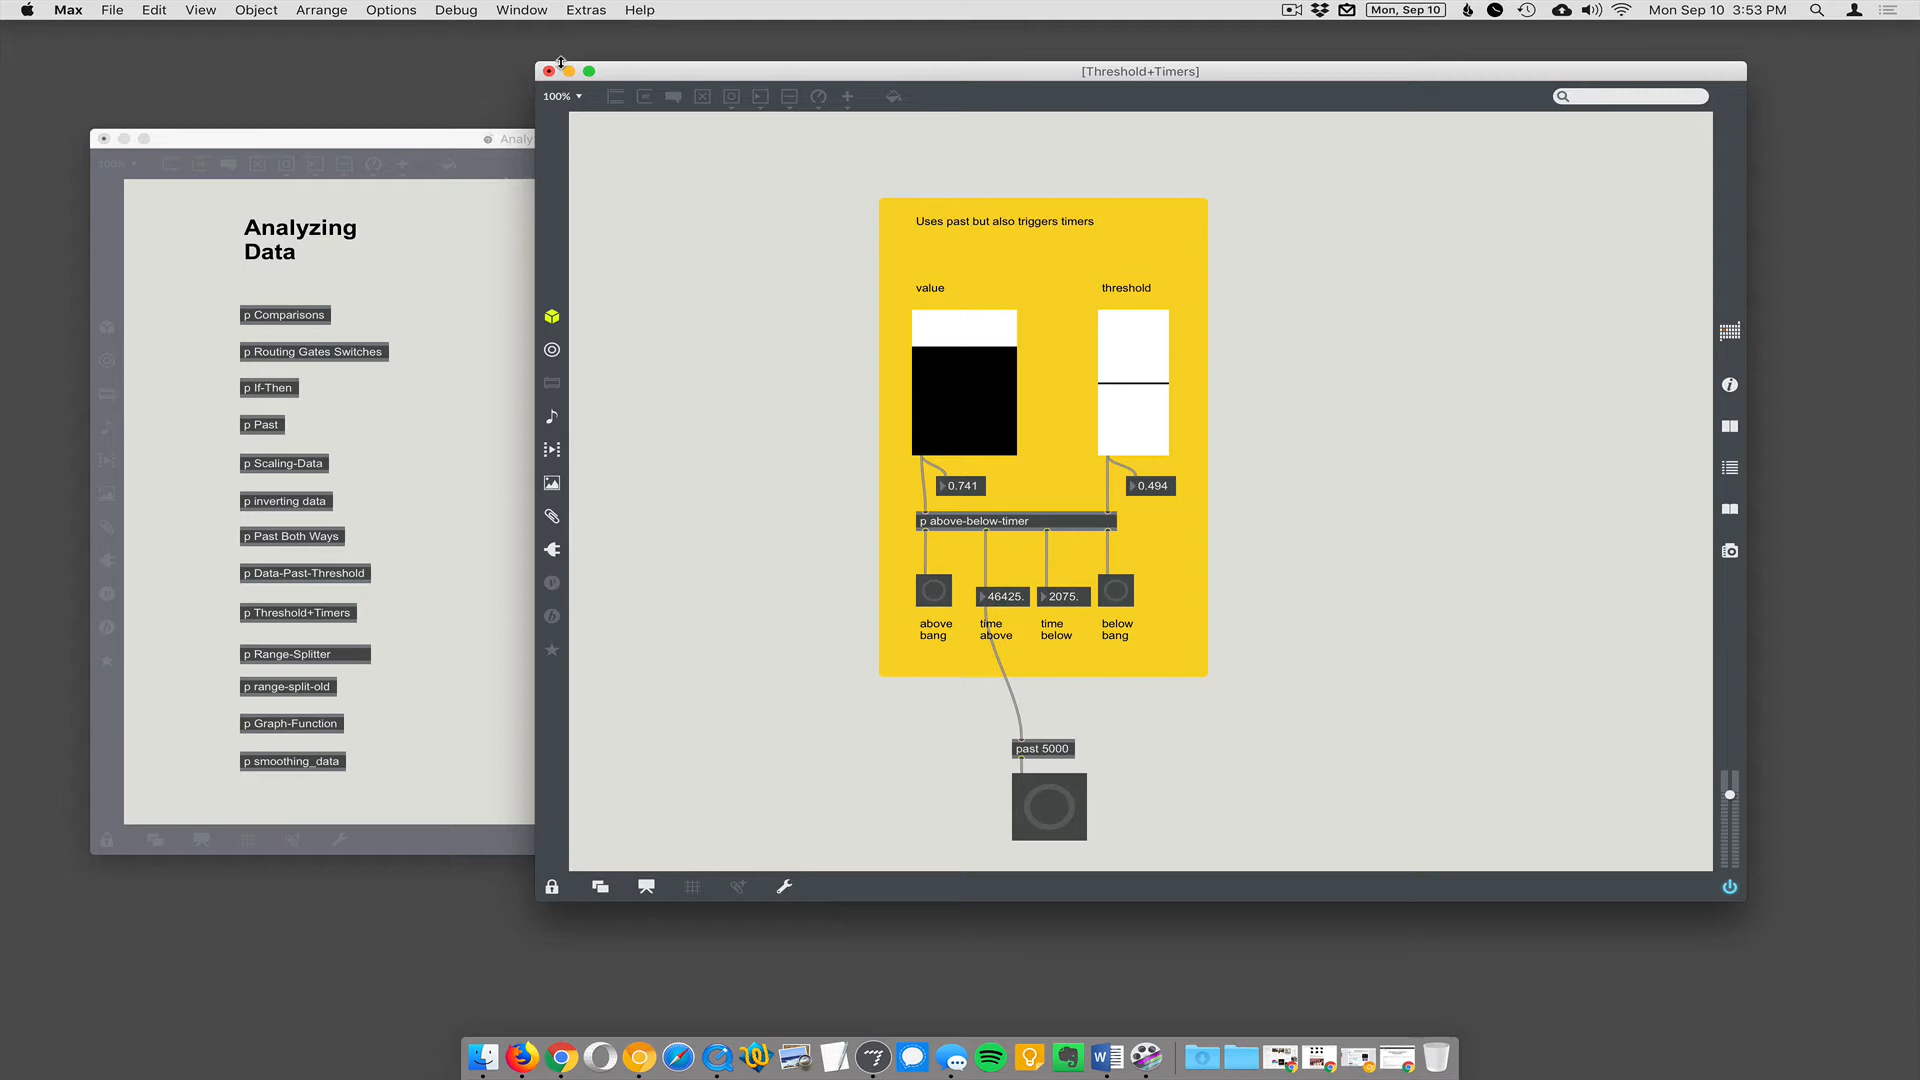 Max File Edit View Object Arrange Options Debug Window Extras Help
Mon, Sep 10
Mon Sep 10 3:53 PM
[Threshold+Timers]
100%
Analy
100%
Analyzing
Data
p Comparisons
p Routing Gates Switches
p If-Then
p Past
p Scaling-Data
p inverting data
p Past Both Ways
p Data-Past-Threshold
p Threshold+Timers
p Range-Splitter
p range-split-old
p Graph-Function
p smoothing_data
Uses past but also triggers timers
value
threshold
0.741
0.494
p above-below-timer
46425.
2075.
above
bang
time
above
time
below
below
bang
past 5000